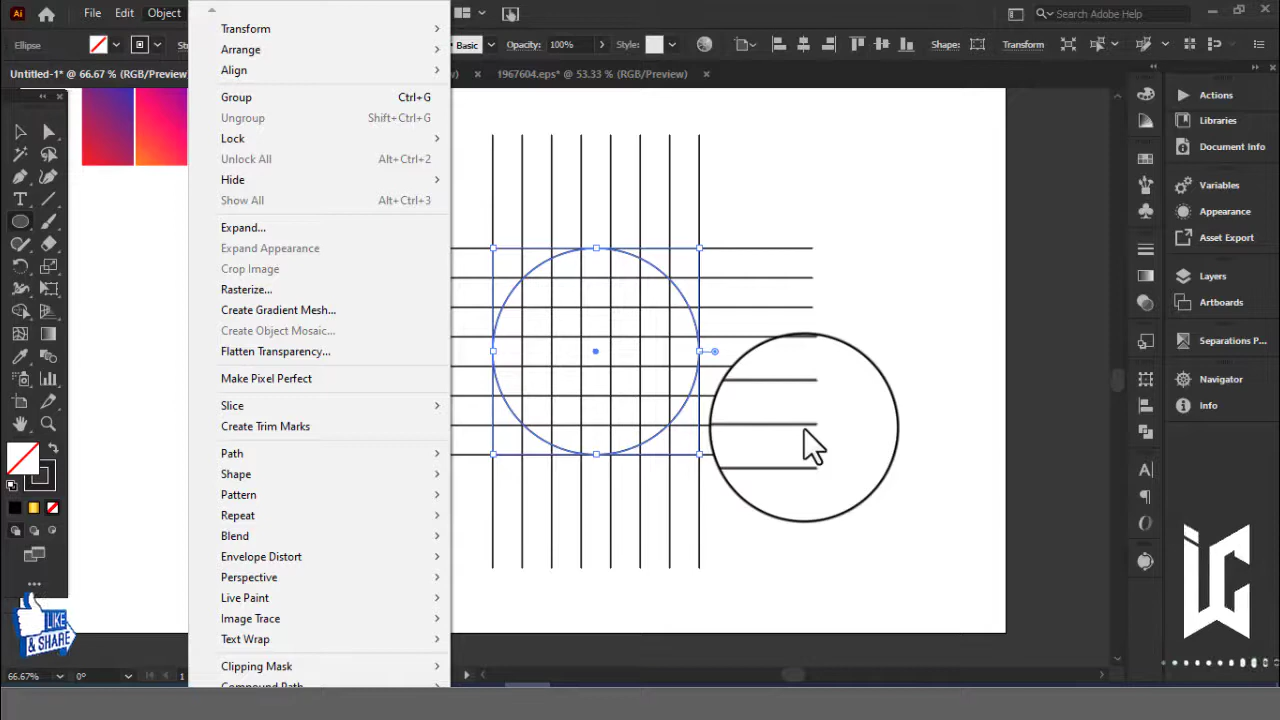 Ai File Edit Object Search Adobe Help
Ellipse Basic Opacity: 100% Style: Shape: Transform
Untitled-1* @ 66.67 % (RGB/Preview) 1967604.eps* @ 53.33 % (RGB/Preview)
Transform
Arrange
Align
Group Ctrl+G
Ungroup Shift+Ctrl+G
Lock
Unlock All Alt+Ctrl+2
Hide
Show All Alt+Ctrl+3
Expand...
Expand Appearance
Crop Image
Rasterize...
Create Gradient Mesh...
Create Object Mosaic...
Flatten Transparency...
Make Pixel Perfect
Slice
Create Trim Marks
Path
Shape
Pattern
Repeat
Blend
Envelope Distort
Perspective
Live Paint
Image Trace
Text Wrap
Clipping Mask
Compound Path
Actions
Libraries
Document Info
Variables
Appearance
Asset Export
Layers
Artboards
Separations P...
Navigator
Info
LIKE
& SHARE
66.67% 0° 1